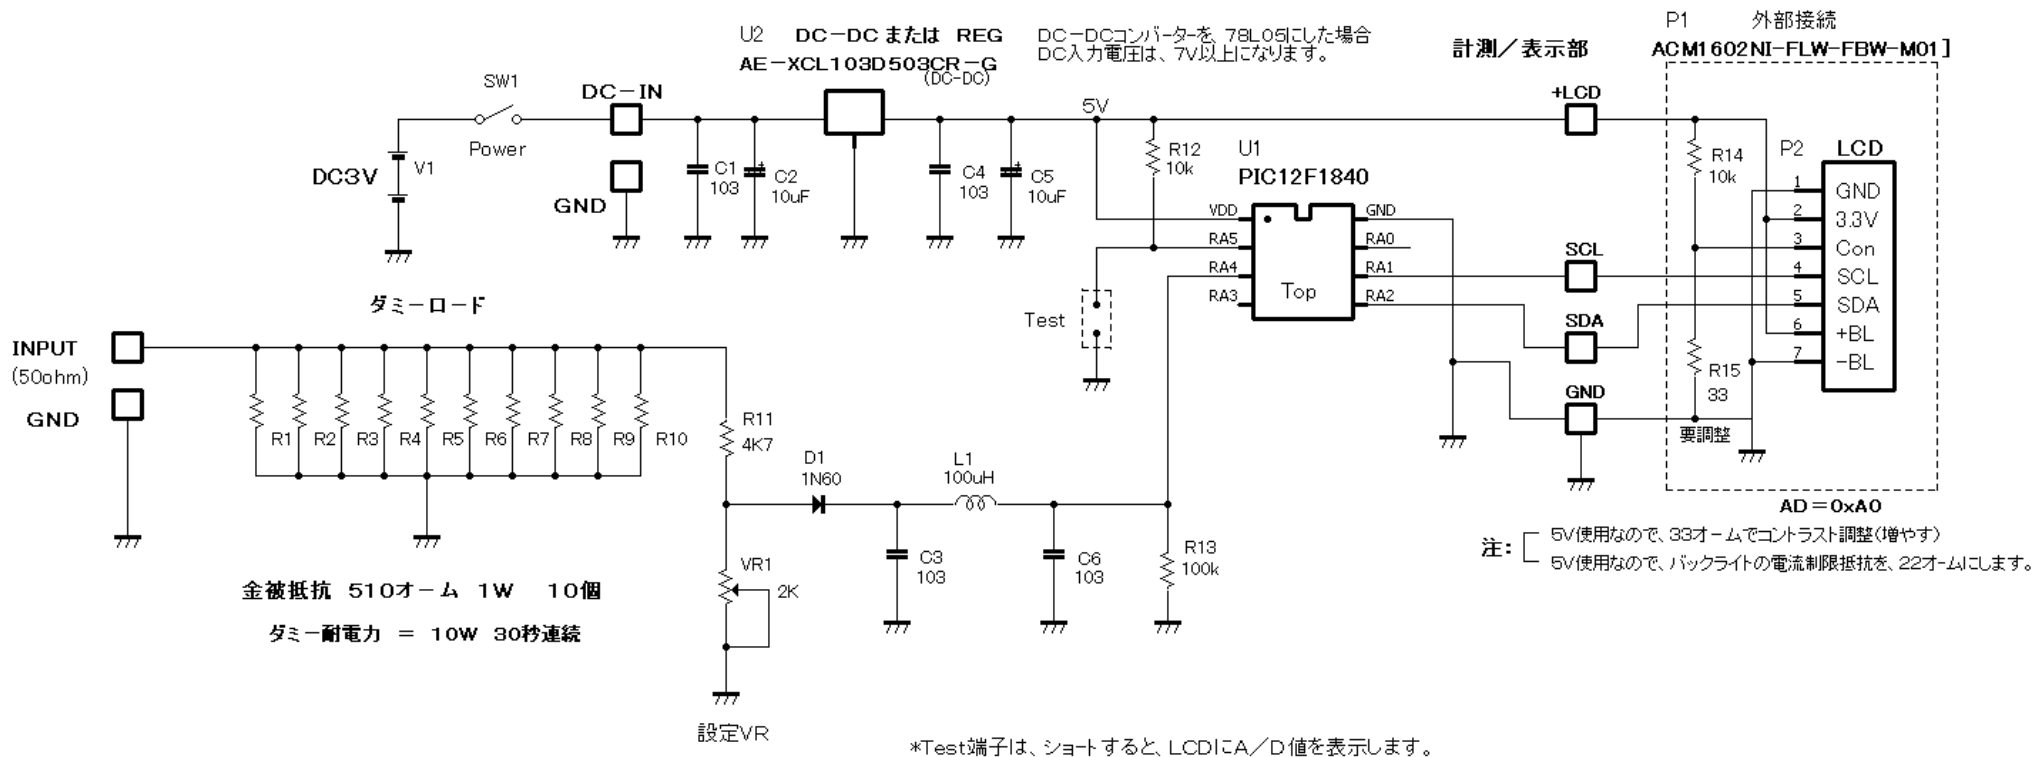 U2 DC-DC または REG
AE-XCL103D503CR-G
(DC-DC)
DC-DCコンバーターを、78L05にした場合
DC入力電圧は、7V以上になります。
計測/表示部
P1 外部接続
ACM1602NI-FLW-FBW-M01]
SW1
Power
DC-IN
GND
DC3V
V1
C1
103
C2
10uF
C4
103
C5
10uF
5V
R12
10k
U1
PIC12F1840
VDD
RA5
RA4
RA3
GND
RA0
RA1
RA2
Top
Test
+LCD
SCL
SDA
GND
R14
10k
R15
33
要調整
P2 LCD
1 GND
2 3.3V
3 Con
4 SCL
5 SDA
6 +BL
7 -BL
AD=0xA0
注: 5V使用なので、33オームでコントラスト調整(増やす)
5V使用なので、バックライトの電流制限抵抗を、22オームにします。
ダミーロード
INPUT
(50ohm)
GND
R1 R2 R3 R4 R5 R6 R7 R8 R9 R10
R11
4K7
D1
1N60
L1
100uH
C3
103
C6
103
R13
100k
VR1
2K
設定VR
金被抵抗 510オーム 1W 10個
ダミー耐電力 = 10W 30秒連続
*Test端子は、ショートすると、LCDにA/D値を表示します。